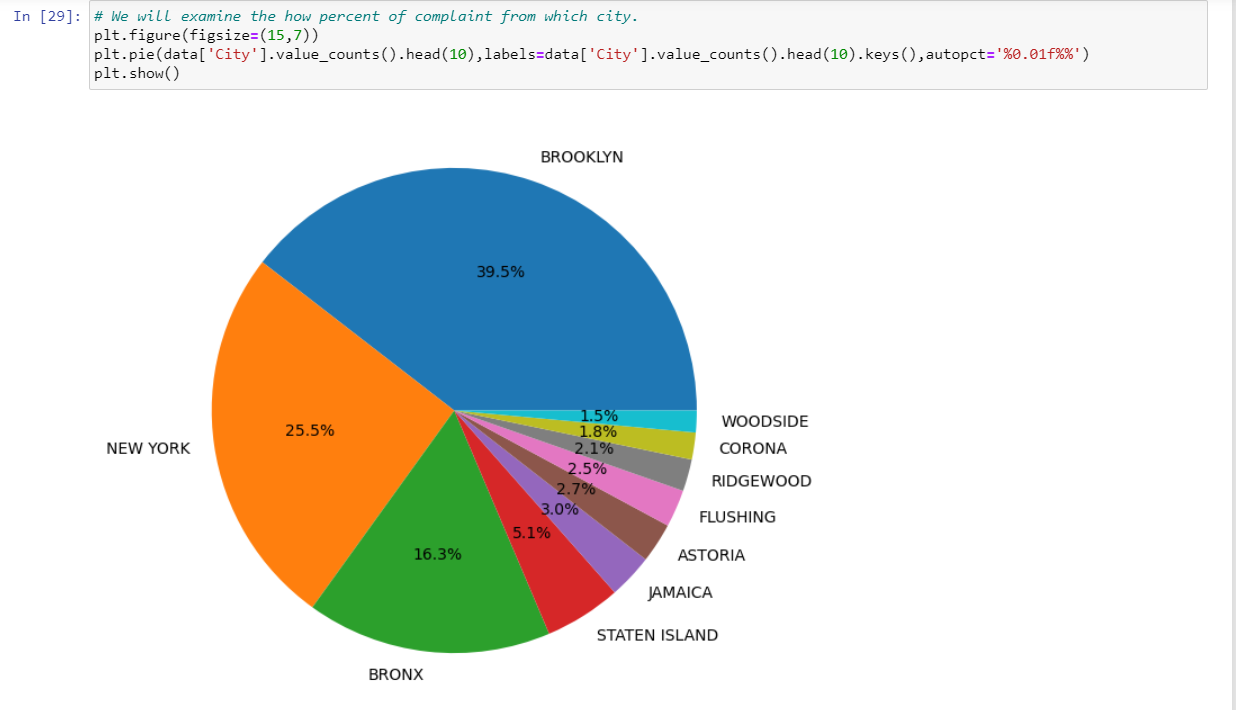 In [29]: # We will examine the how percent of complaint from which city.
plt.figure(figsize=(15,7))
plt.pie(data['City'].value_counts().head(10),labels=data['City'].value_counts().head(10).keys(),autopct='%0.01f%%')
plt.show()
BROOKLYN
39.5%
1.5%
WOODSIDE
1.8%
25.5%
NEW YORK
2.1%
CORONA
2.5%
RIDGEWOOD
2.7%
3.0%
FLUSHING
5.1%
16.3%
ASTORIA
JAMAICA
STATEN ISLAND
BRONX